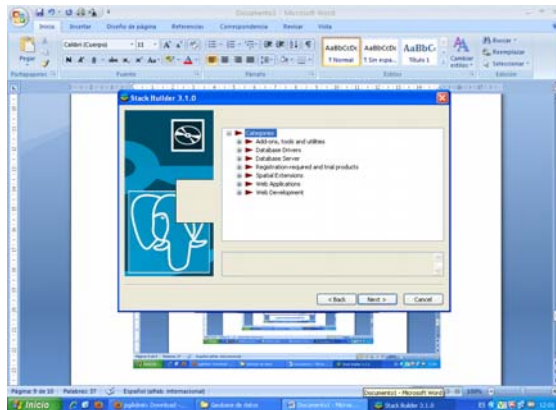 Documento1 - Microsoft Word
Inicio Insertar Diseño de página Referencias Correspondencia Revisar Vista
Calibri (Cuerpo) 11
Pegar
AaBbCcDc AaBbCcDc AaBbC
¶ Normal ¶ Sin espa... Título 1
Cambiar estilos
Buscar
Reemplazar
Seleccionar
Portapapeles Fuente Párrafo Estilos Edición
Stack Builder 3.1.0
Categories
Add-ons, tools and utilities
Database Drivers
Database Server
Registration-required and trial products
Spatial Extensions
Web Applications
Web Development
< Back Next > Cancel
Página 9 de 10 Palabras: 57 Español (alfab. internacional)
Documento1 - Microsoft Word
100%
Inicio
Stack Builder 3.1.0
ES